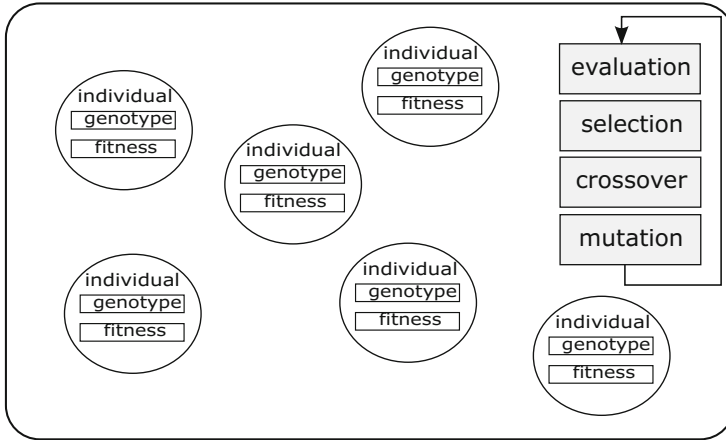 individual
genotype
fitness
individual
genotype
fitness
individual
genotype
fitness
individual
genotype
fitness
individual
genotype
fitness
individual
genotype
fitness
evaluation
selection
crossover
mutation